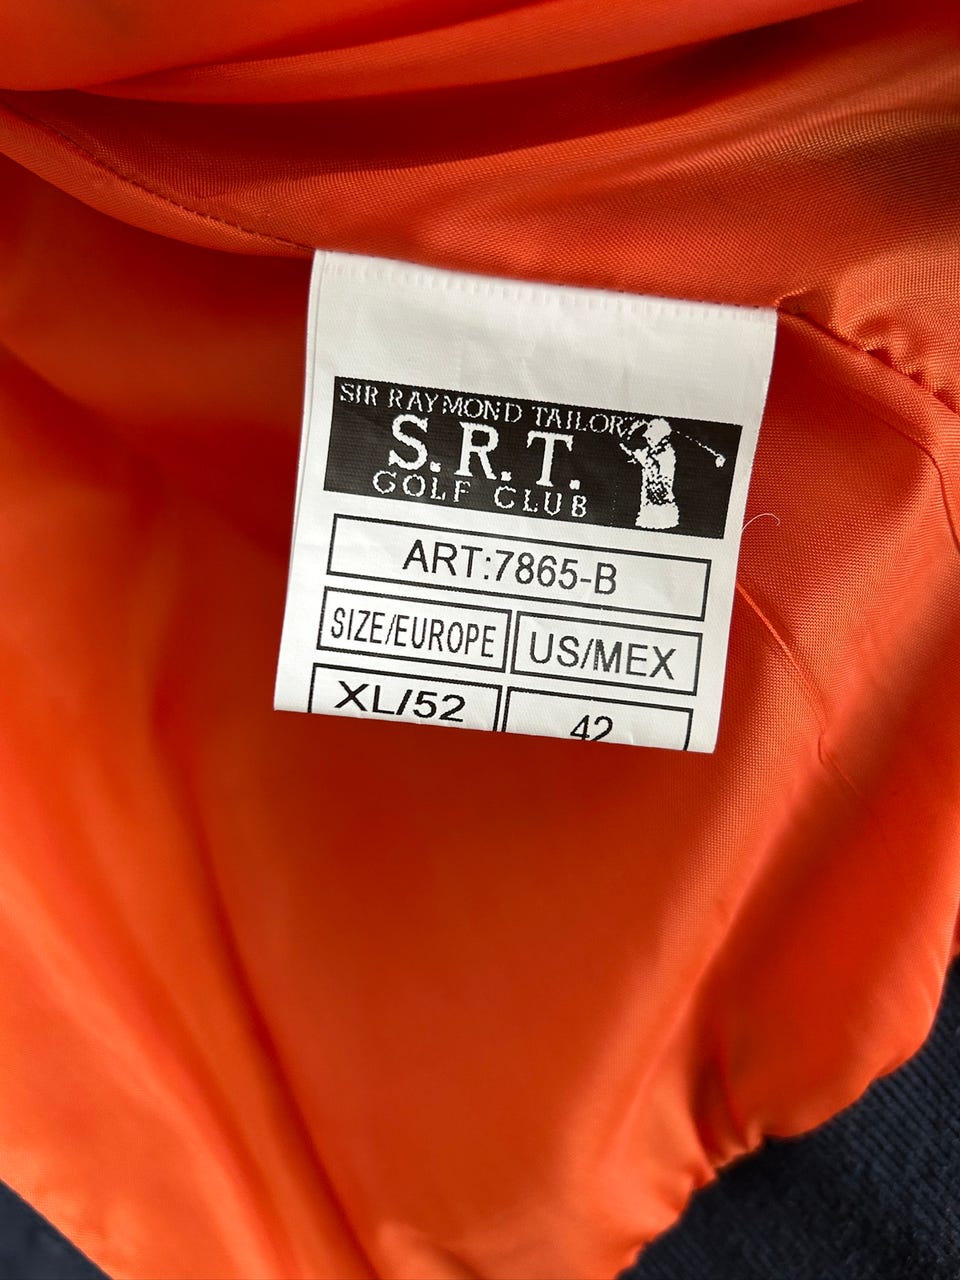 SIR RAYMOND TAILOR
S.R.T.
GOLF CLUB
ART:7865-B
SIZE/EUROPE US/MEX
XL/52 42